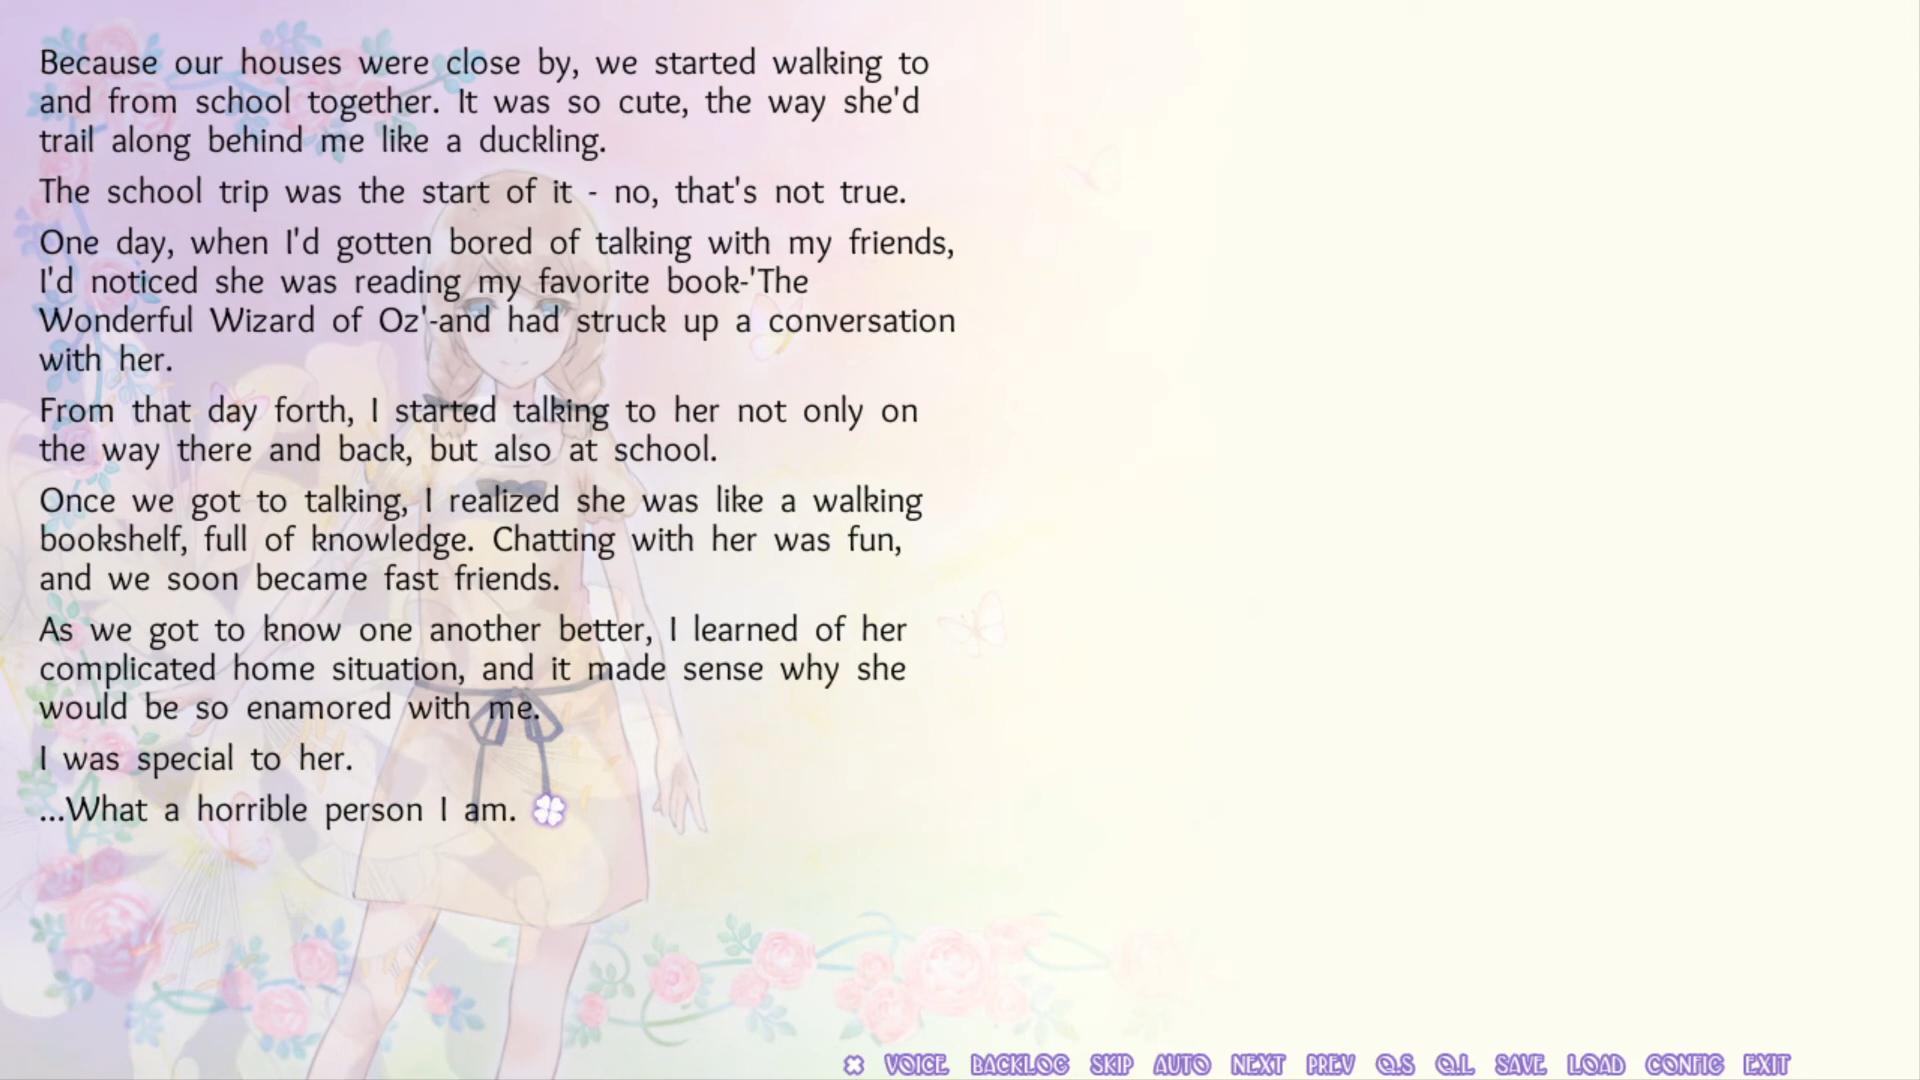 Because our houses were close by, we started walking to
and from school together. It was so cute, the way she'd
trail along behind me like a duckling.
The school trip was the start of it - no, that's not true.
One day, when I'd gotten bored of talking with my friends,
I'd noticed she was reading my favorite book-'The
Wonderful Wizard of Oz'-and had struck up a conversation
with her.
From that day forth, I started talking to her not only on
the way there and back, but also at school.
Once we got to talking, I realized she was like a walking
bookshelf, full of knowledge. Chatting with her was fun,
and we soon became fast friends.
As we got to know one another better, I learned of her
complicated home situation, and it made sense why she
would be so enamored with me.
I was special to her.
...What a horrible person I am.
VOICE BACKLOG SKIP AUTO NEXT PREV Q.S Q.L SAVE LOAD CONFIG EXIT